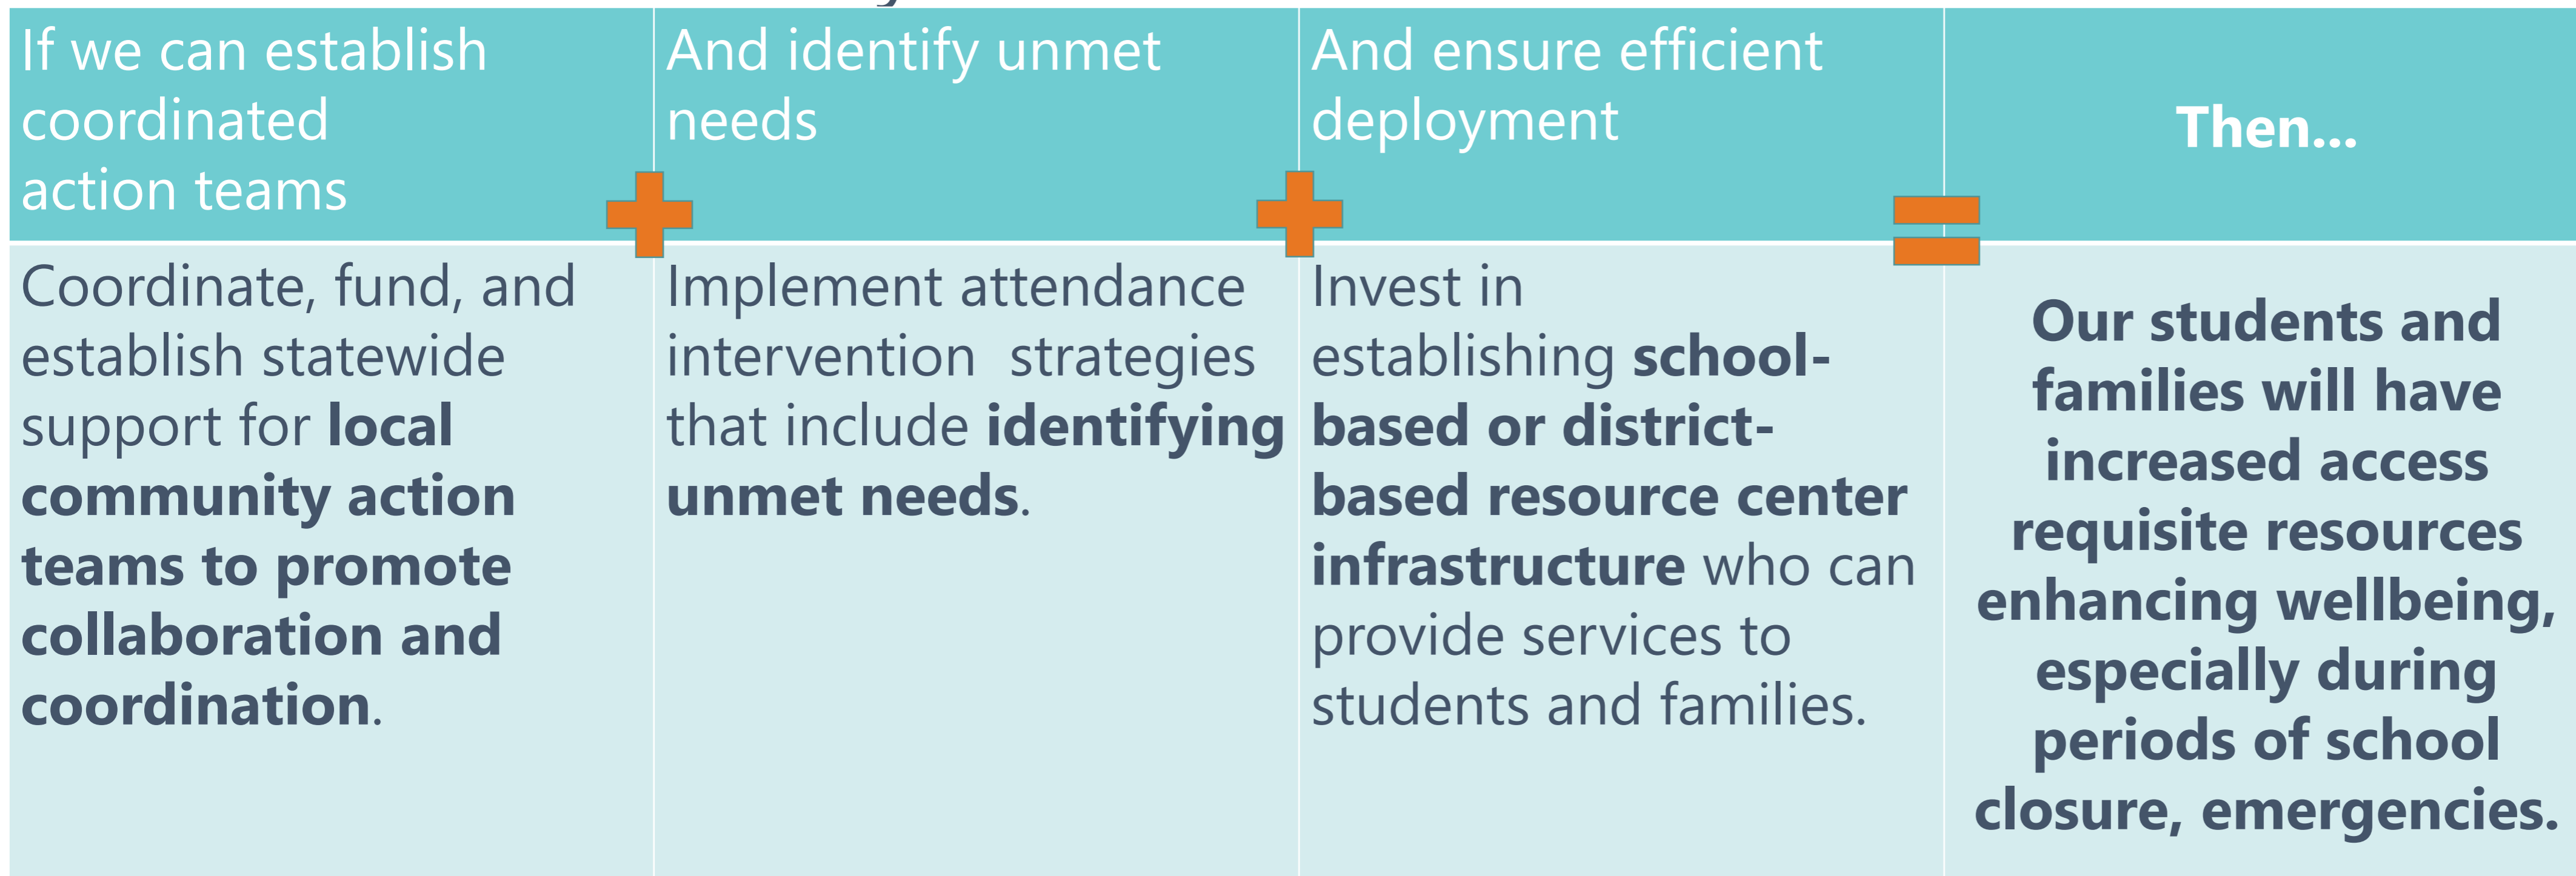 If we can establish
coordinated
action teams
And identify unmet
needs
And ensure efficient
deployment
Then...
Coordinate, fund, and
establish statewide
support for local
community action
teams to promote
collaboration and
coordination.
Implement attendance
intervention  strategies
that include identifying
unmet needs.
Invest in
establishing school-
based or district-
based resource center
infrastructure who can
provide services to
students and families.
Our students and
families will have
increased access
requisite resources
enhancing wellbeing,
especially during
periods of school
closure, emergencies.